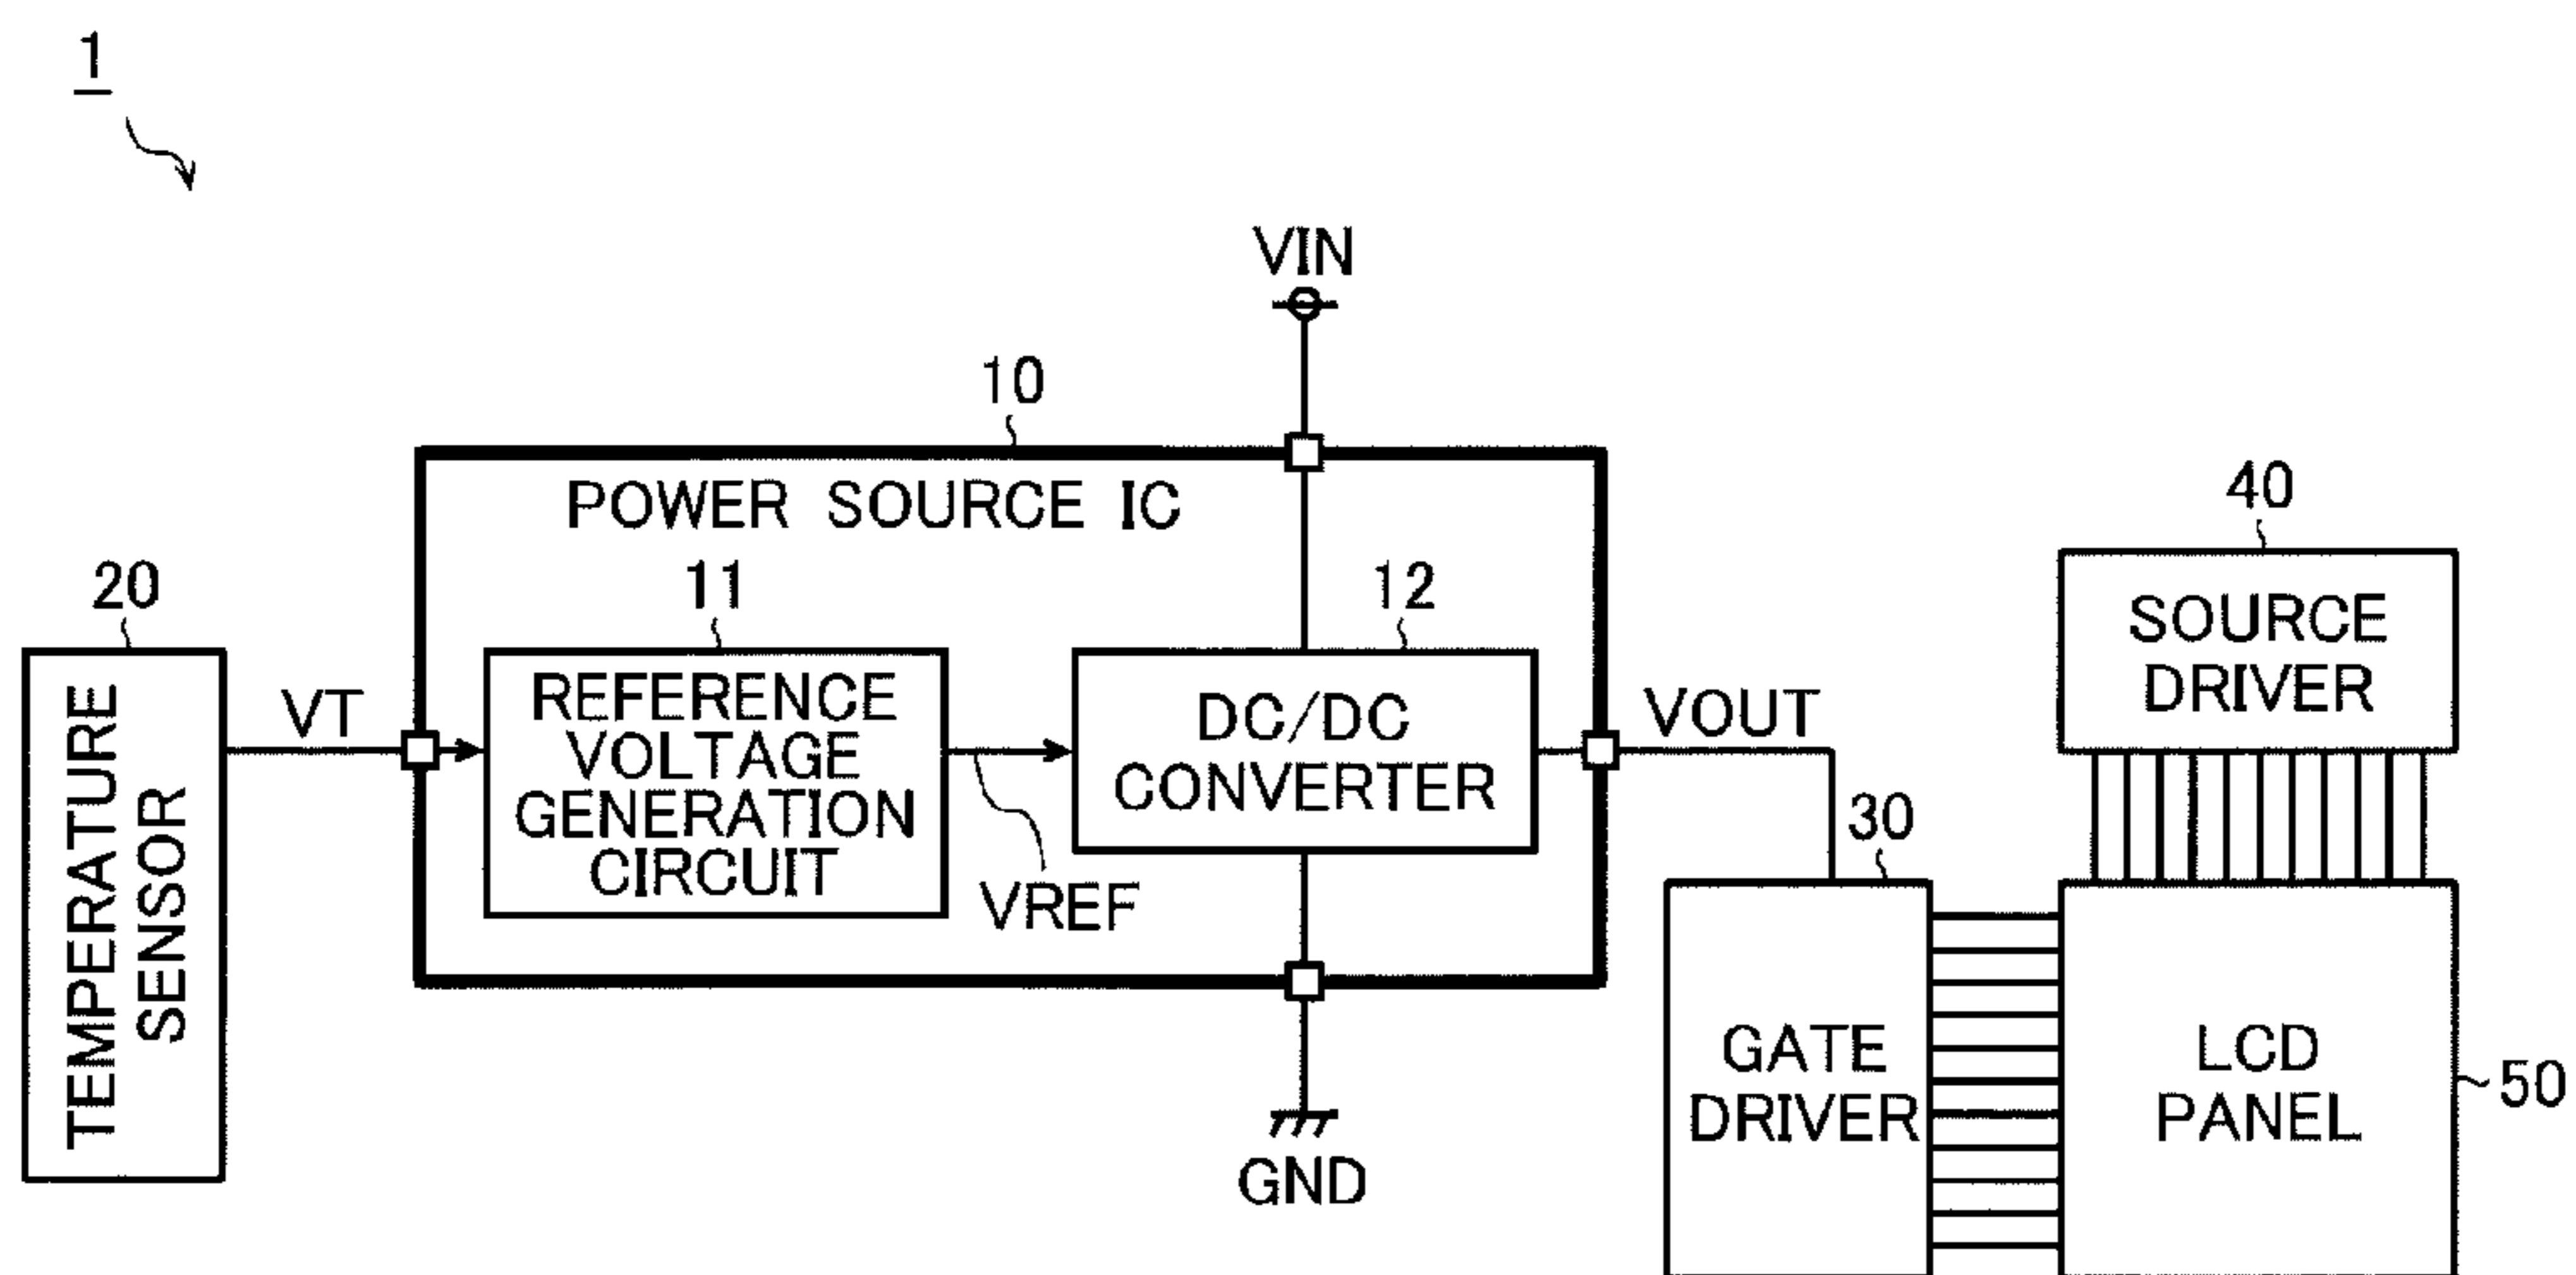 1
VIN
10
POWER SOURCE IC
40
SOURCE
DRIVER
20
TEMPERATURE
SENSOR
VT
11
REFERENCE
VOLTAGE
GENERATION
CIRCUIT
VREF
12
DC/DC
CONVERTER
VOUT
30
GATE
DRIVER
LCD
PANEL
50
GND